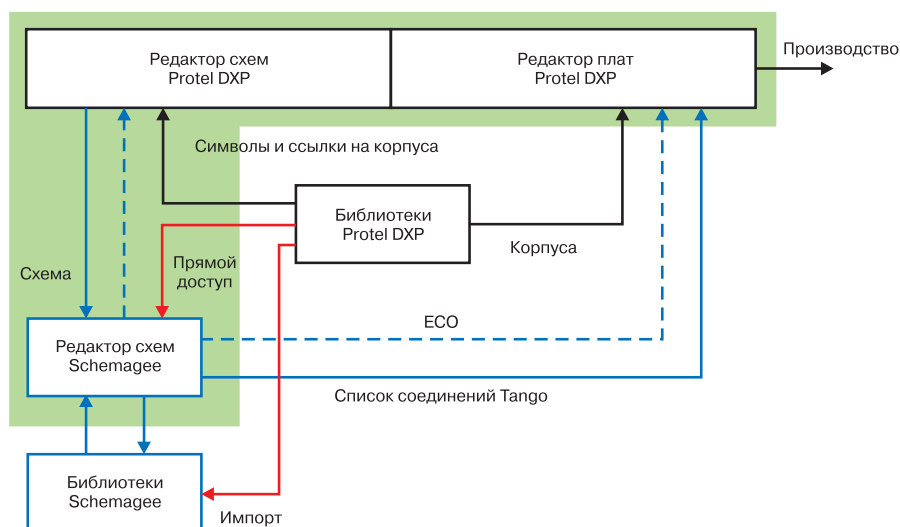 Редактор схем
Protel DXP
Редактор плат
Protel DXP
Производство
Символы и ссылки на корпуса
Библиотеки
Protel DXP
Корпуса
Схема
Прямой
доступ
ECO
Редактор схем
Schemagee
Список соединений Tango
Библиотеки
Schemagee
Импорт